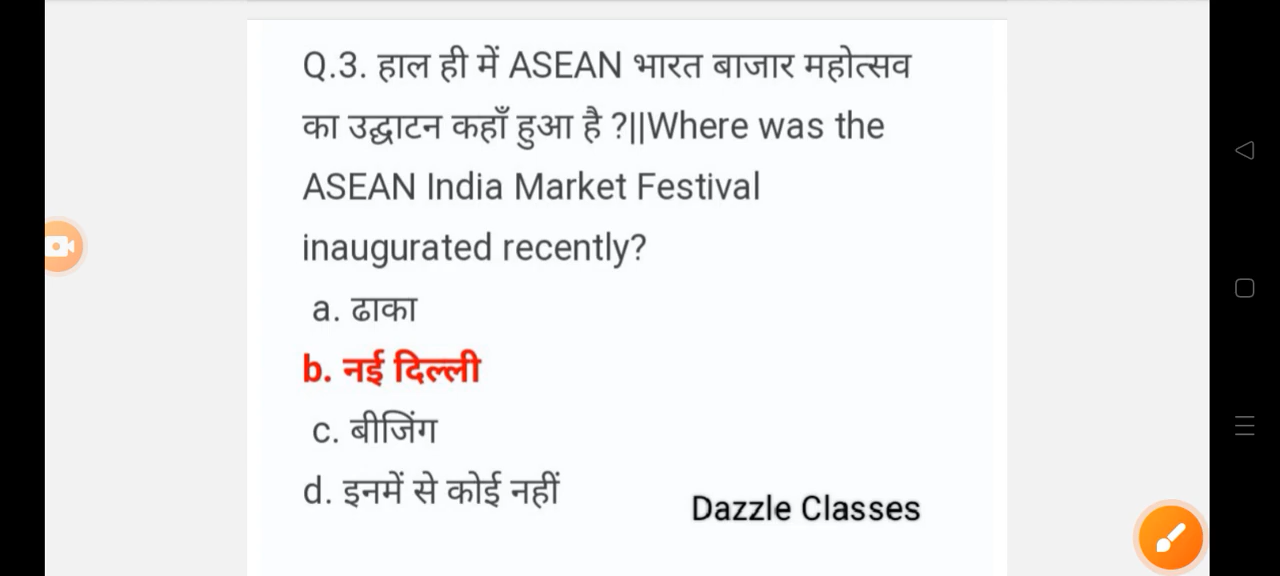 Q.3. हाल ही में ASEAN भारत बाजार महोत्सव
का उद्घाटन कहाँ हुआ है ?||Where was the
ASEAN India Market Festival
inaugurated recently?
a. ढाका
b. नई दिल्ली
c. बीजिंग
d. इनमें से कोई नहीं
Dazzle Classes